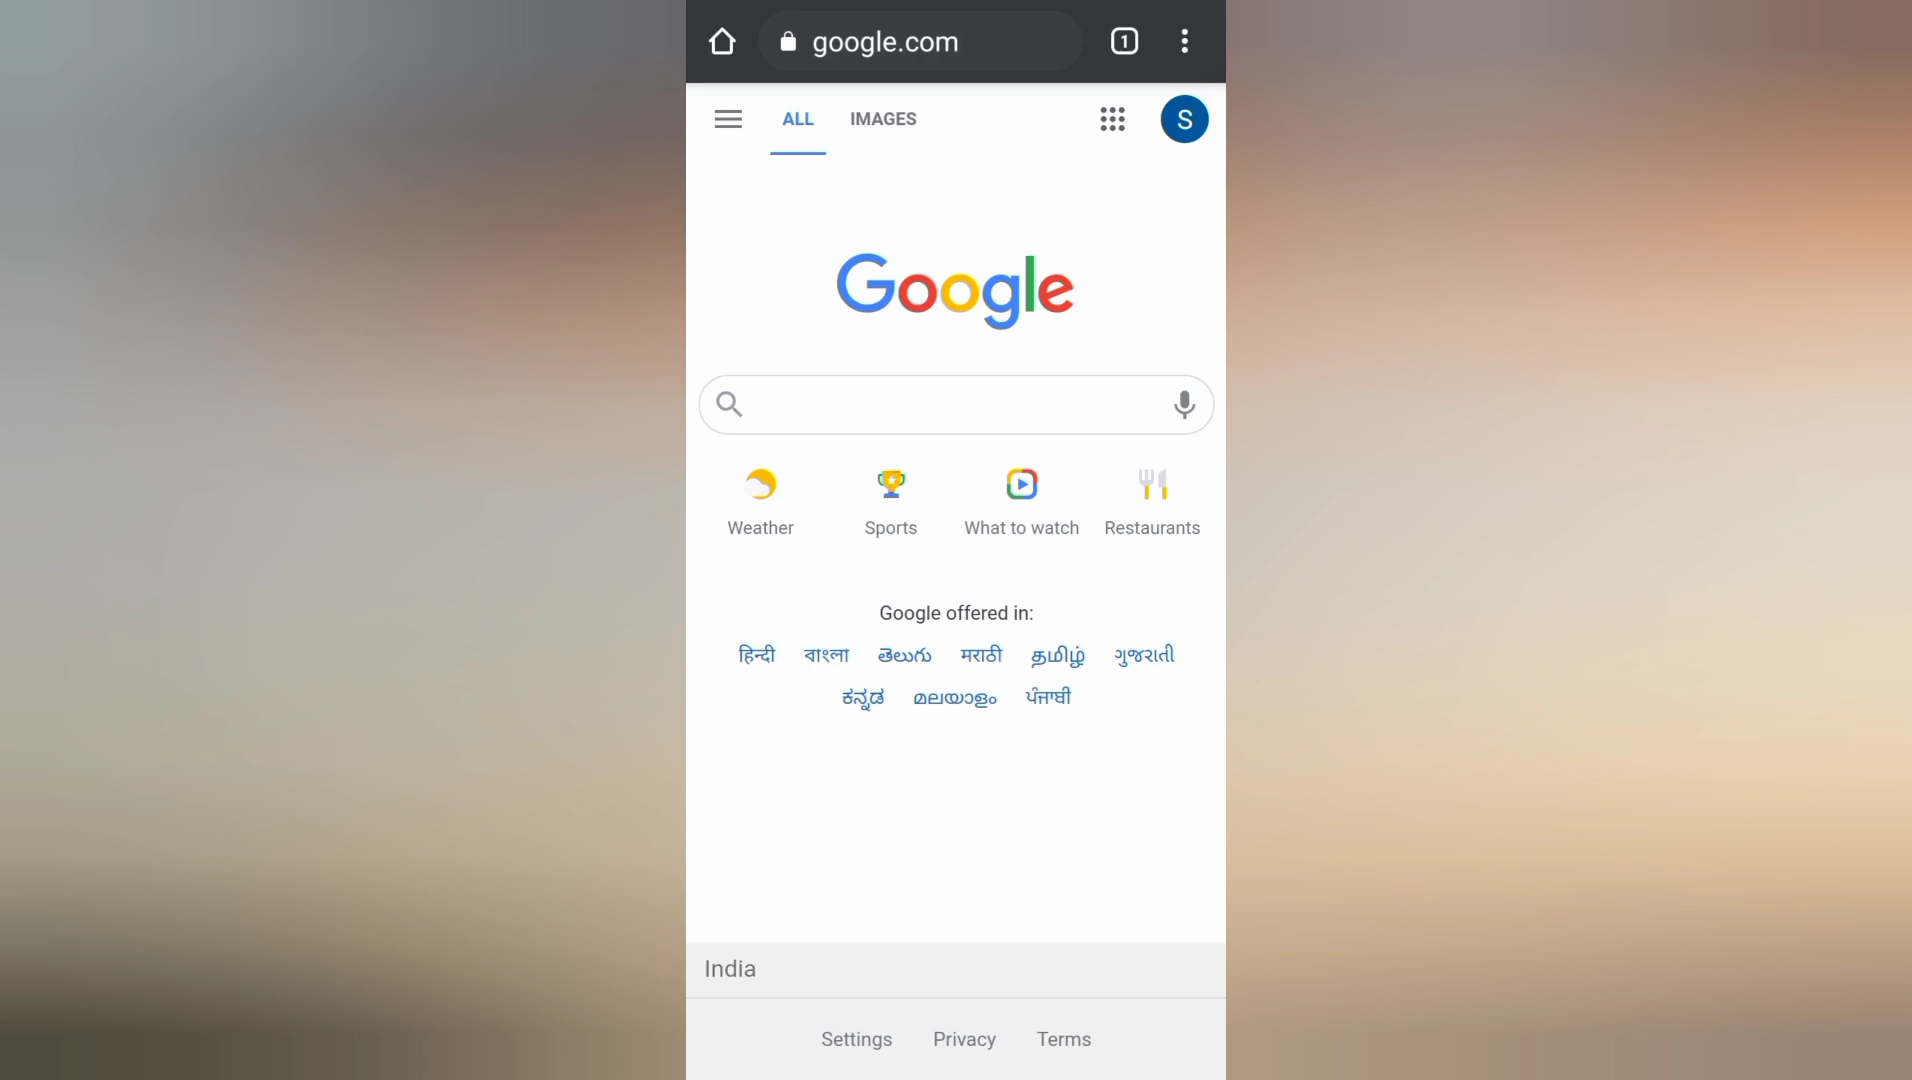 google.com 1
ALL IMAGES S
Google
Weather Sports What to watch Restaurants
Google offered in:
हिन्दी বাংলা తెలుగు मराठी தமிழ் ગુજરાતી
ಕನ್ನಡ മലയാളം ਪੰਜਾਬੀ
India
Settings Privacy Terms